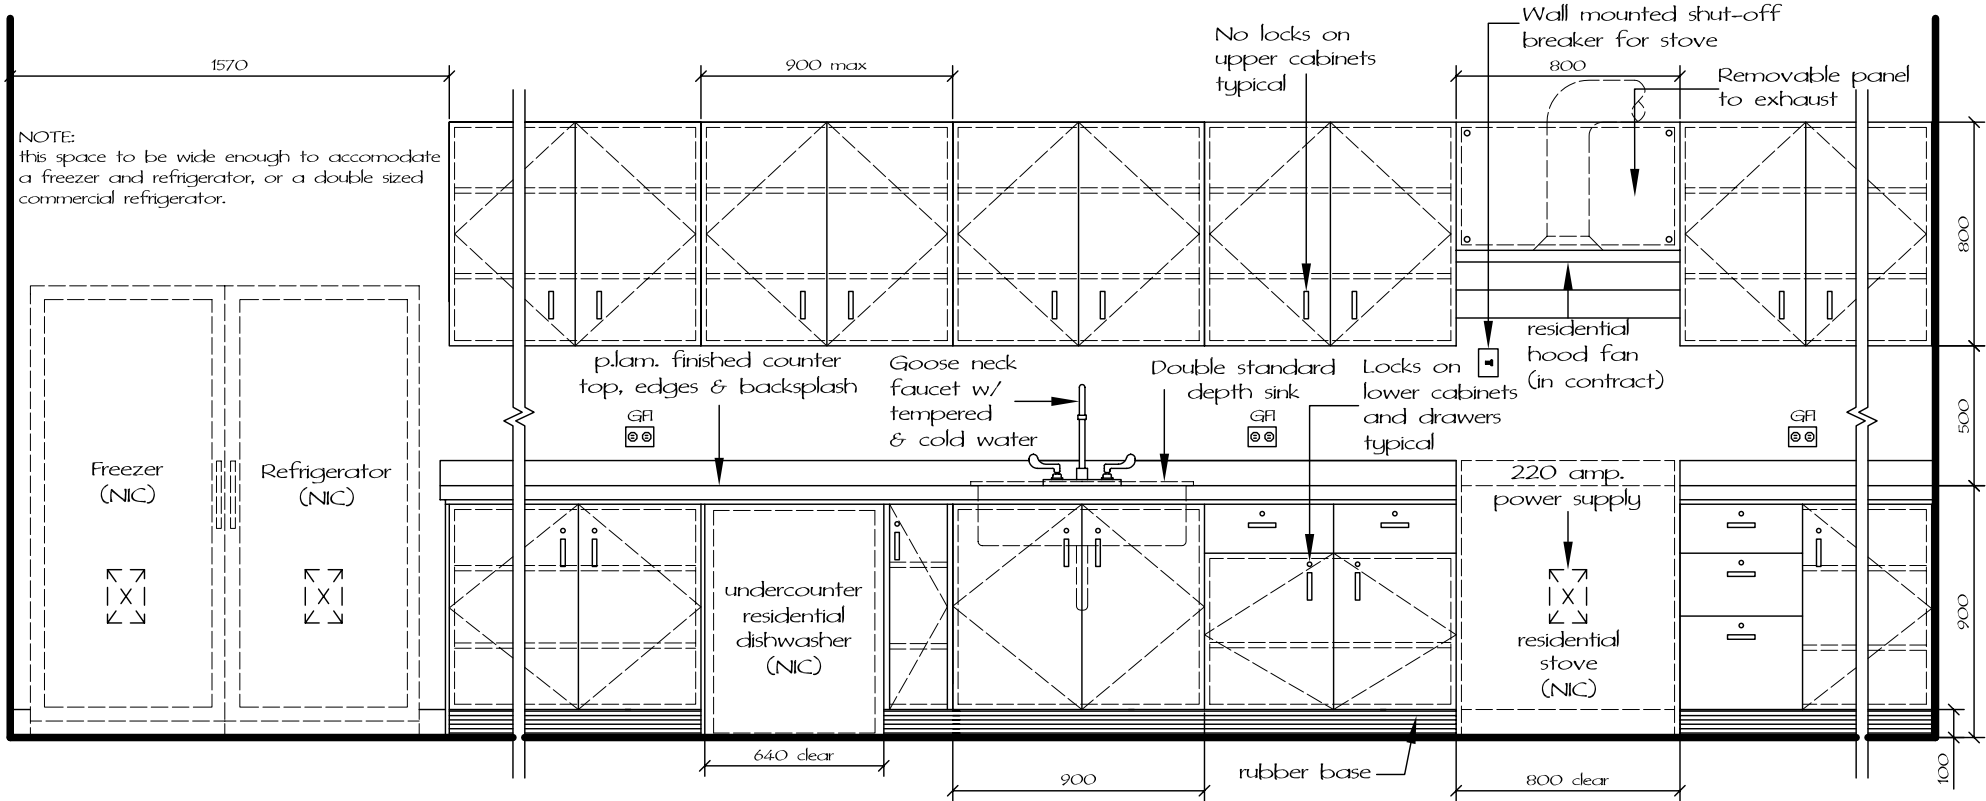 Wall mounted shut-off
breaker for stove
No locks on
upper cabinets
typical
1570
900 max
800
Removable panel
to exhaust
NOTE:
this space to be wide enough to accomodate
a freezer and refrigerator, or a double sized
commercial refrigerator.
800
residential
hood fan
(in contract)
p.lam. finished counter
top, edges & backsplash
Goose neck
faucet w/
tempered
& cold water
Double standard
depth sink
Locks on
lower cabinets
and drawers
typical
GFI
GFI
GFI
500
Freezer
(NIC)
Refrigerator
(NIC)
220 amp.
power supply
X
X
X
undercounter
residential
dishwasher
(NIC)
residential
stove
(NIC)
900
640 clear
900
rubber base
800 clear
100